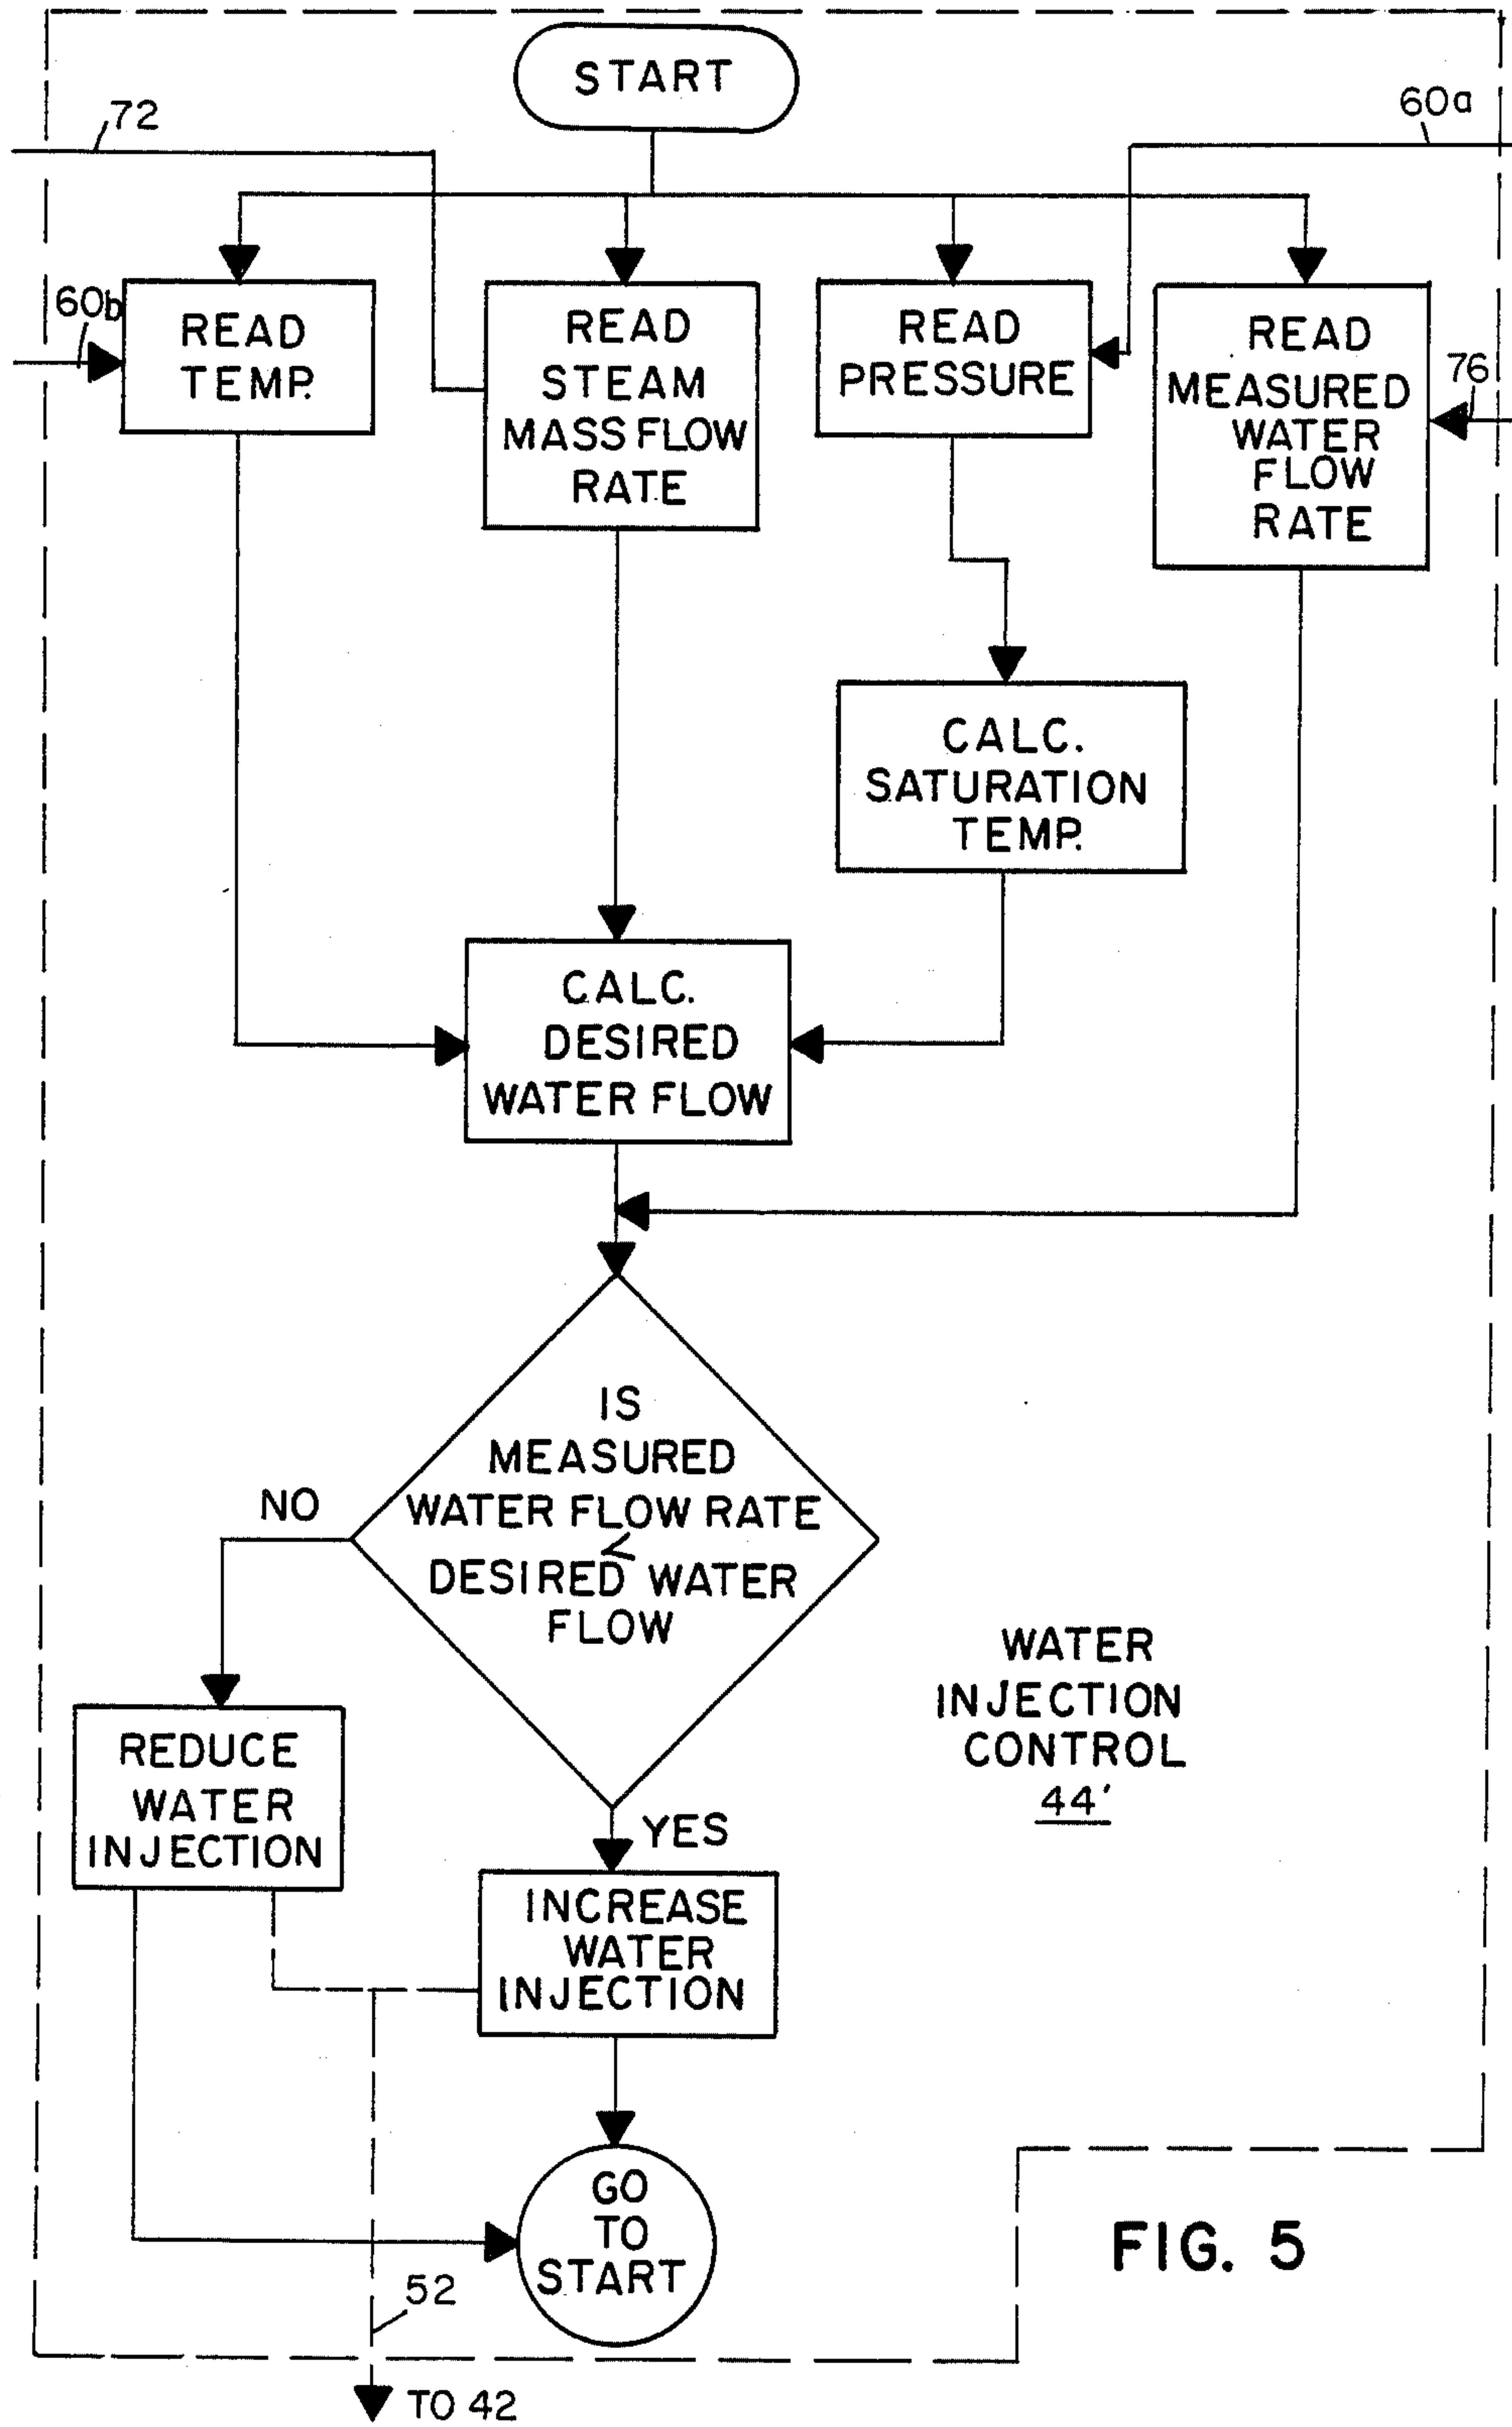 START
72
60a
60b
READ
TEMP.
READ
STEAM
MASS FLOW
RATE
READ
PRESSURE
READ
MEASURED
WATER
FLOW
RATE
76
CALC.
SATURATION
TEMP.
CALC.
DESIRED
WATER FLOW
IS
MEASURED
WATER FLOW RATE
<
DESIRED WATER
FLOW
NO
YES
REDUCE
WATER
INJECTION
INCREASE
WATER
INJECTION
WATER
INJECTION
CONTROL
44'
GO
TO
START
52
TO 42
FIG. 5